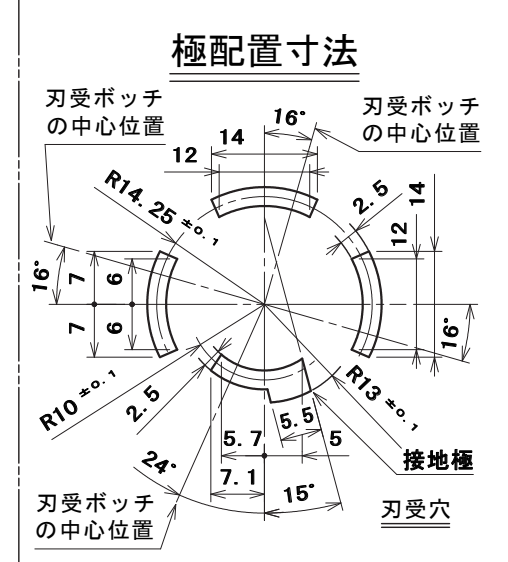 極配置寸法
刃受ボッチ
の中心位置
刃受ボッチ
の中心位置
16°
14
12
R14.25 ±0.1
2.5
14
12
16°
7
6
7
6
16°
R10 ±0.1
2.5
R13 ±0.1
5.5
5.7
5
接地極
7.1
24°
15°
刃受ボッチ
の中心位置
刃受穴